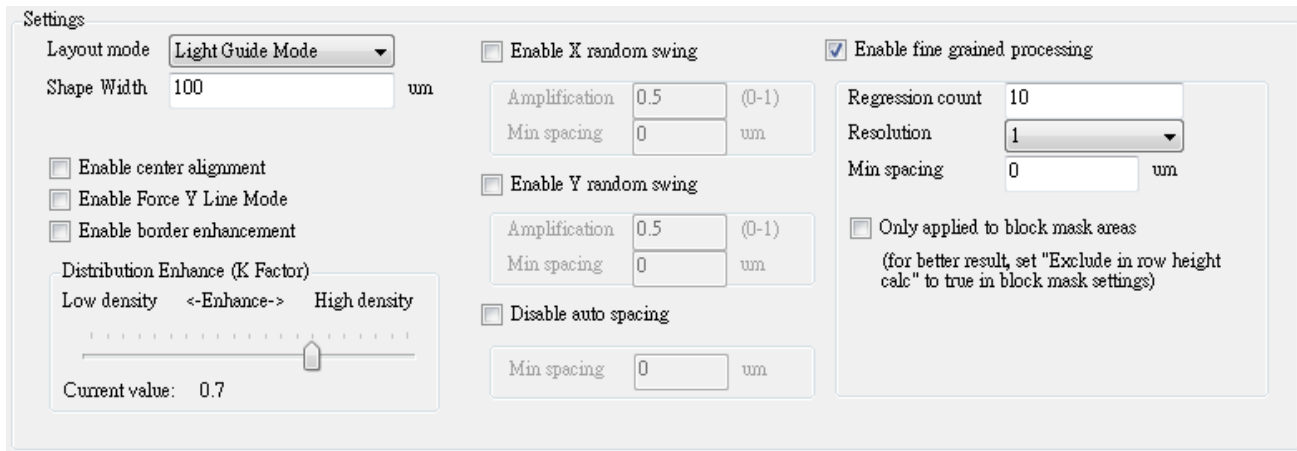 Settings
Layout mode Light Guide Mode
Shape Width 100 um
Enable center alignment
Enable Force Y Line Mode
Enable border enhancement
Distribution Enhance (K Factor)
Low density <-Enhance-> High density
Current value: 0.7
Enable X random swing
Amplification 0.5 (0-1)
Min spacing 0 um
Enable Y random swing
Amplification 0.5 (0-1)
Min spacing 0 um
Disable auto spacing
Min spacing 0 um
Enable fine grained processing
Regression count 10
Resolution 1
Min spacing 0 um
Only applied to block mask areas
(for better result, set "Exclude in row height
calc" to true in block mask settings)